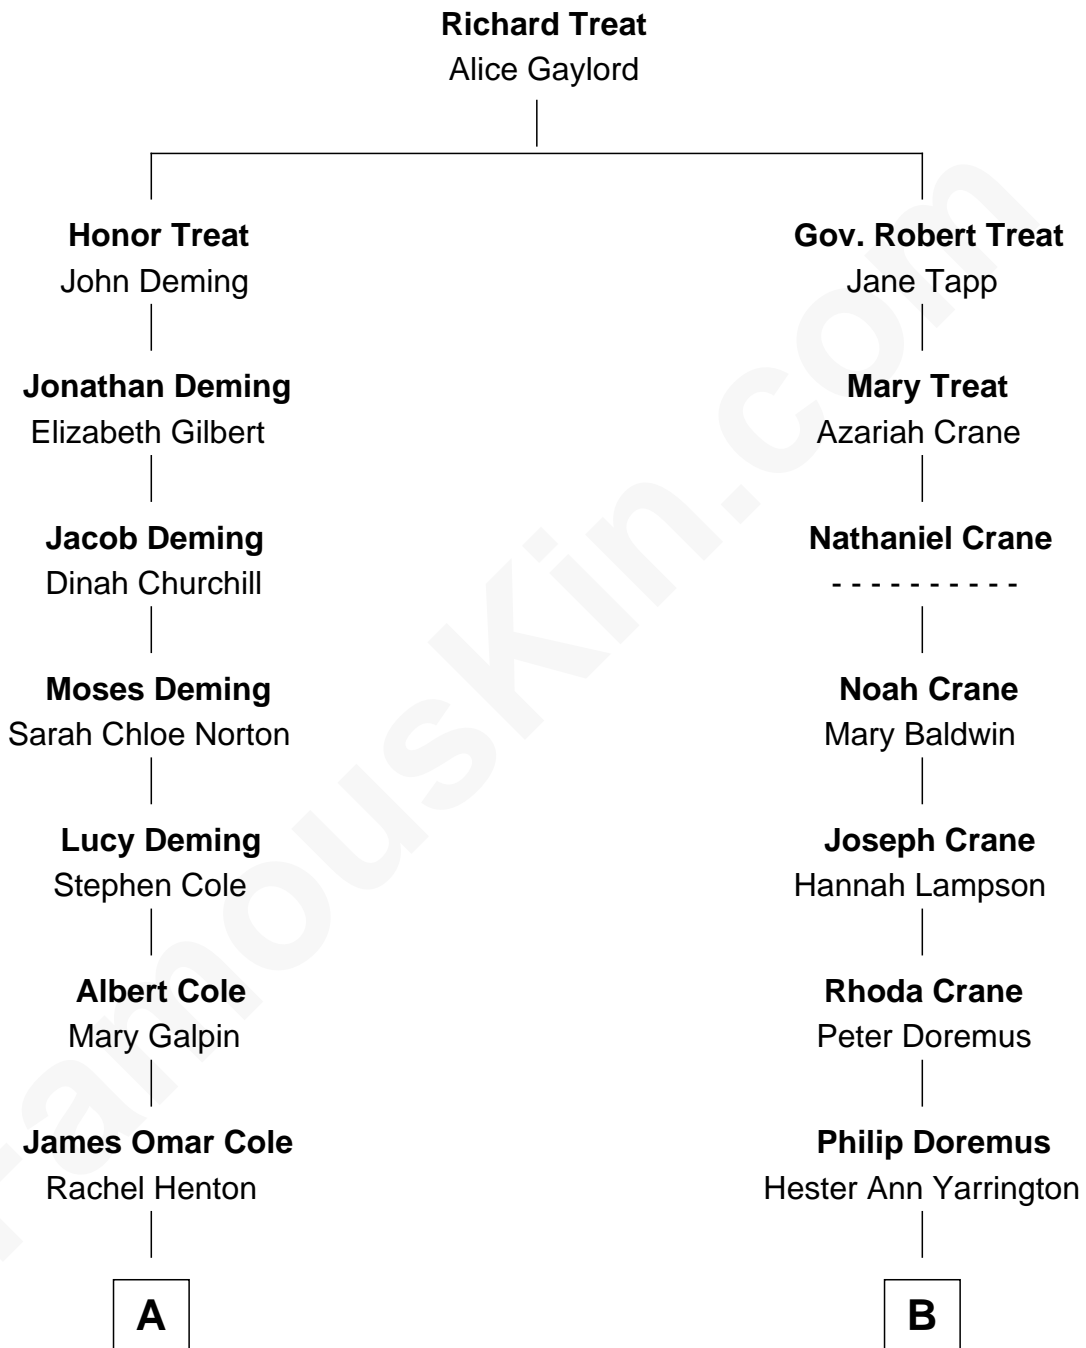 Richard Treat
Alice Gaylord
Honor Treat
John Deming
Gov. Robert Treat
Jane Tapp
Jonathan Deming
Elizabeth Gilbert
Mary Treat
Azariah Crane
Jacob Deming
Dinah Churchill
Nathaniel Crane
- - - - - - - - - -
Moses Deming
Sarah Chloe Norton
Noah Crane
Mary Baldwin
Lucy Deming
Stephen Cole
Joseph Crane
Hannah Lampson
Albert Cole
Mary Galpin
Rhoda Crane
Peter Doremus
James Omar Cole
Rachel Henton
Philip Doremus
Hester Ann Yarrington
A
B
FamousKin.com